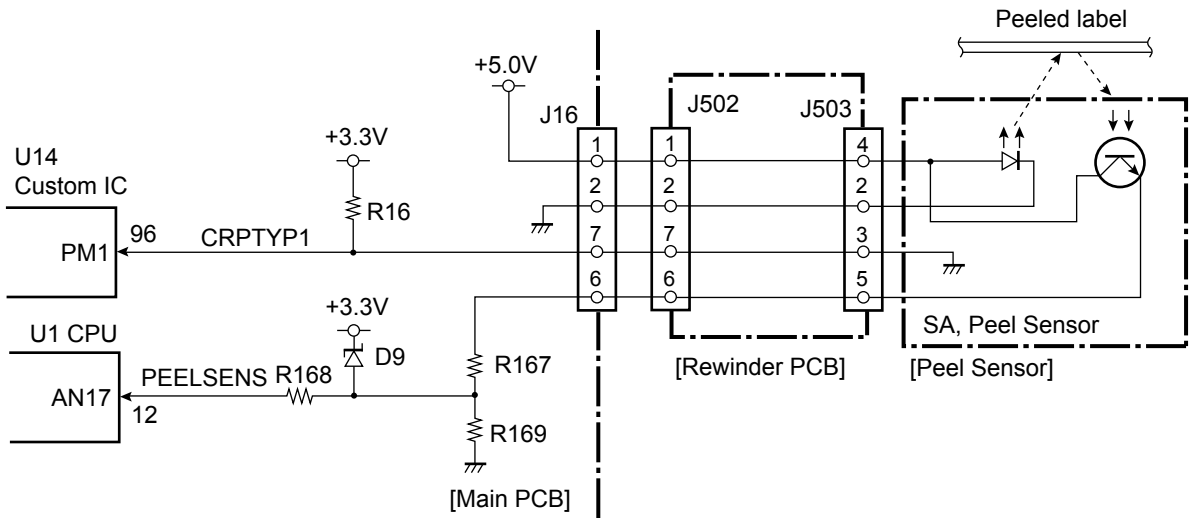 Peeled label
+5.0V
J16
J502
J503
+3.3V
U14
Custom IC
R16
1
1
4
2
2
2
96
CRPTYP1
7
7
3
PM1
6
6
5
+3.3V
U1 CPU
D9
SA, Peel Sensor
R167
[Rewinder PCB]
[Peel Sensor]
PEELSENS
R168
AN17
12
R169
[Main PCB]